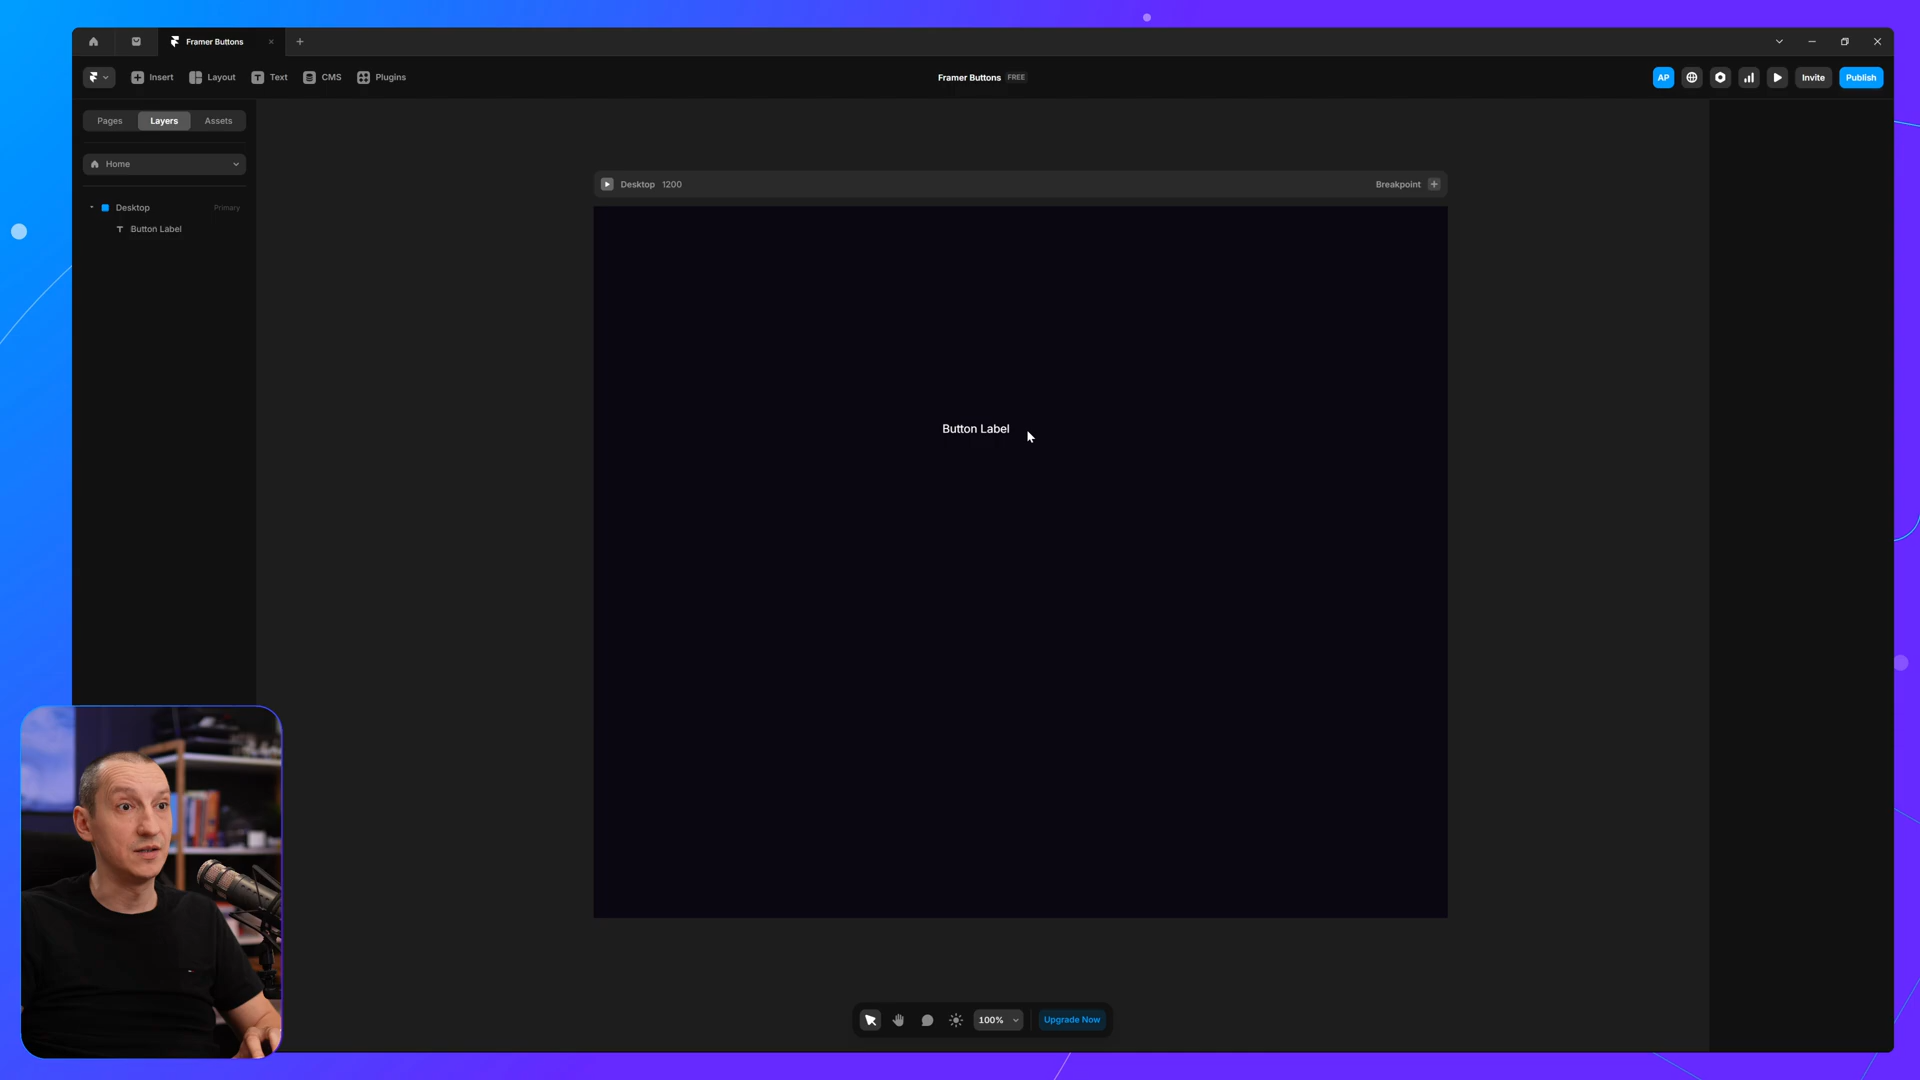 Framer Buttons
Insert
Layout
Text
CMS
Plugins
Framer Buttons FREE
AP
Invite
Publish
Pages
Layers
Assets
Home
Desktop 1200
Breakpoint
Desktop
Primary
Button Label
Button Label
100%
Upgrade Now